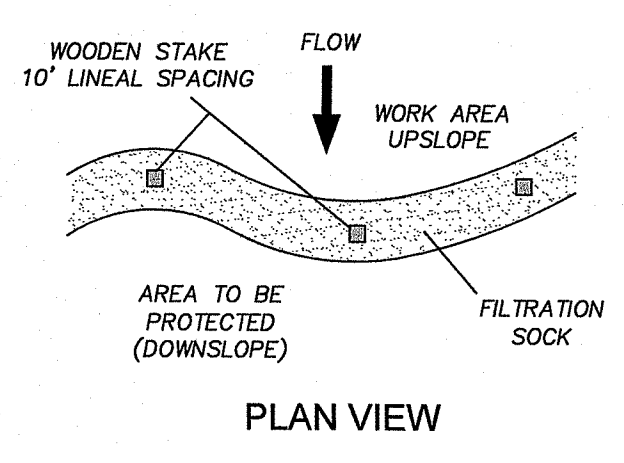 WOODEN STAKE
10' LINEAL SPACING
FLOW
WORK AREA
UPSLOPE
AREA TO BE
PROTECTED
(DOWNSLOPE)
FILTRATION
SOCK
PLAN VIEW